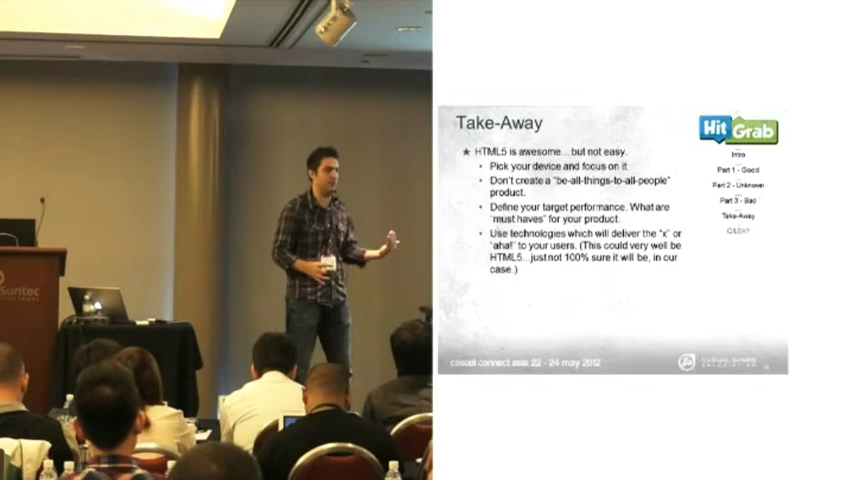 Suntec
Take-Away
Hit Grab
★ HTML5 is awesome... but not easy.
• Pick your device and focus on it.
• Don't create a "be-all-things-to-all-people"
product.
• Define your target performance. What are
"must haves" for your product.
• Use technologies which will deliver the "x" or
"aha!" to your users. (This could very well be
HTML5...just not 100% sure it will be, in our
case.)
Intro
Part 1 - Good
Part 2 - Unknown
Part 3 - Bad
Take-Away
casual connect asia: 22 - 24 may 2012
CASUAL GAMES
ASSOCIATION